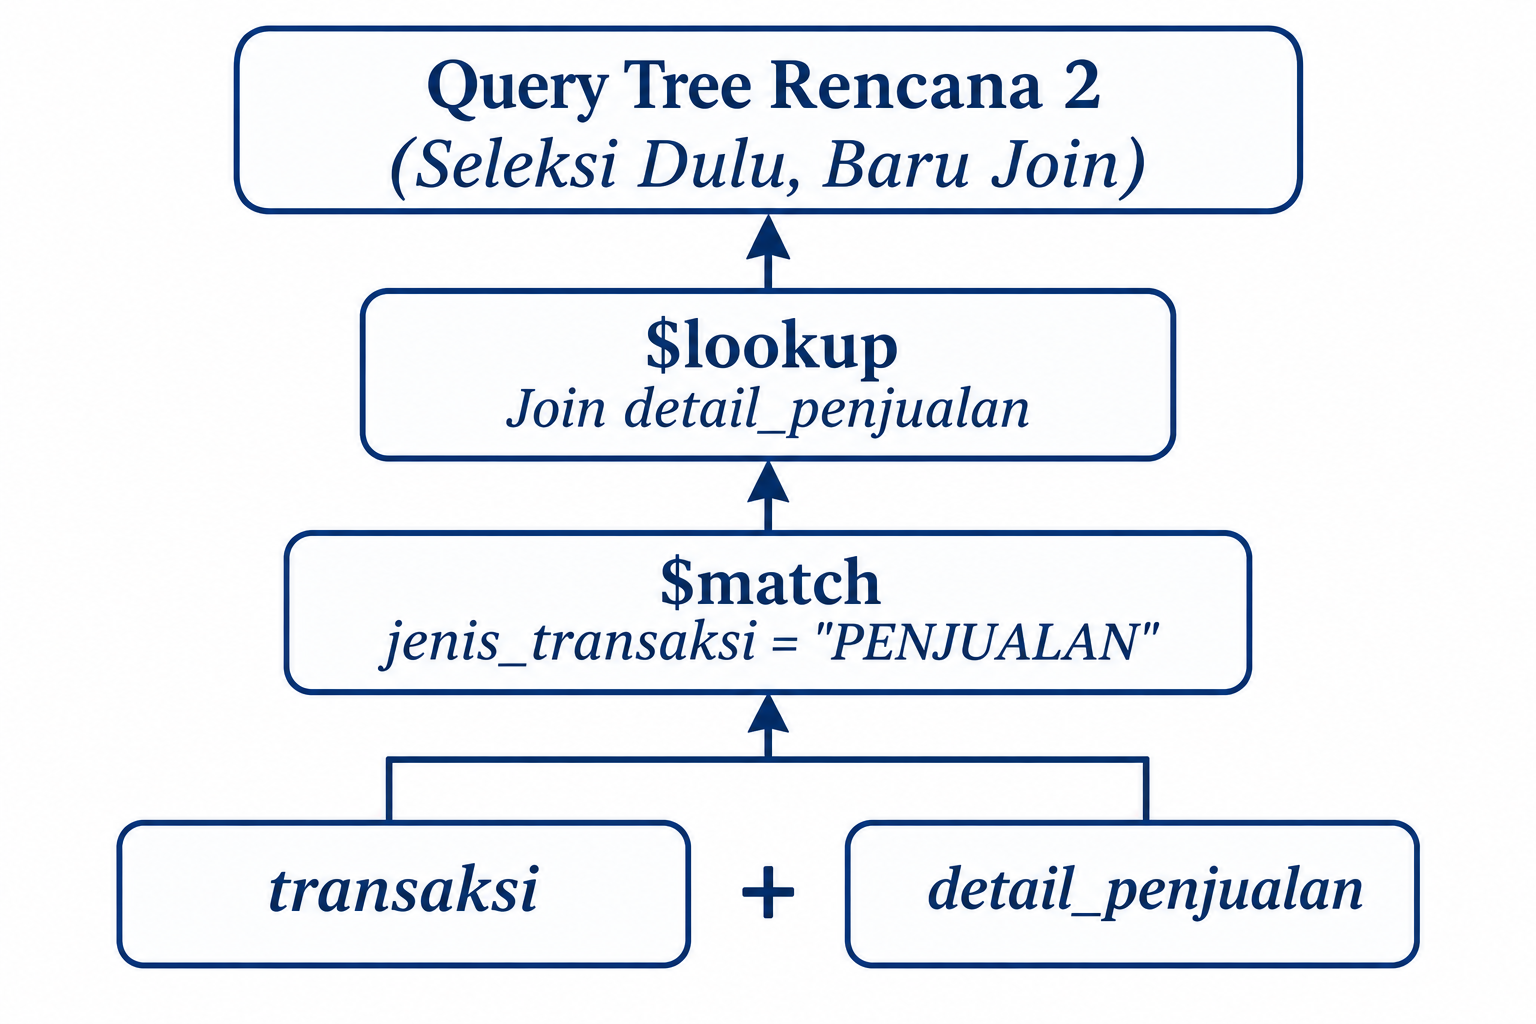 Query Tree Rencana 2
(Seleksi Dulu, Baru Join)
$lookup
Join detail_penjualan
$match
jenis_transaksi = "PENJUALAN"
transaksi + detail_penjualan